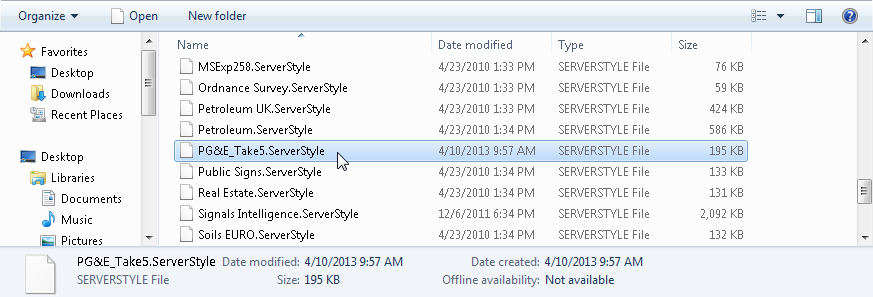 Organize Open New folder
Name Date modified Type Size
Favorites
Desktop
Downloads
Recent Places
Desktop
Libraries
Documents
Music
Pictures
MSExp258.ServerStyle 4/23/2010 1:33 PM SERVERSTYLE File 76 KB
Ordnance Survey.ServerStyle 4/23/2010 1:33 PM SERVERSTYLE File 59 KB
Petroleum UK.ServerStyle 4/23/2010 1:33 PM SERVERSTYLE File 424 KB
Petroleum.ServerStyle 4/23/2010 1:34 PM SERVERSTYLE File 586 KB
PG&E_Take5.ServerStyle 4/10/2013 9:57 AM SERVERSTYLE File 195 KB
Public Signs.ServerStyle 4/23/2010 1:34 PM SERVERSTYLE File 133 KB
Real Estate.ServerStyle 4/23/2010 1:34 PM SERVERSTYLE File 131 KB
Signals Intelligence.ServerStyle 12/6/2011 6:34 PM SERVERSTYLE File 2,092 KB
Soils EURO.ServerStyle 4/23/2010 1:34 PM SERVERSTYLE File 132 KB
PG&E_Take5.ServerStyle Date modified: 4/10/2013 9:57 AM Date created: 4/10/2013 9:57 AM
SERVERSTYLE File Size: 195 KB Offline availability: Not available